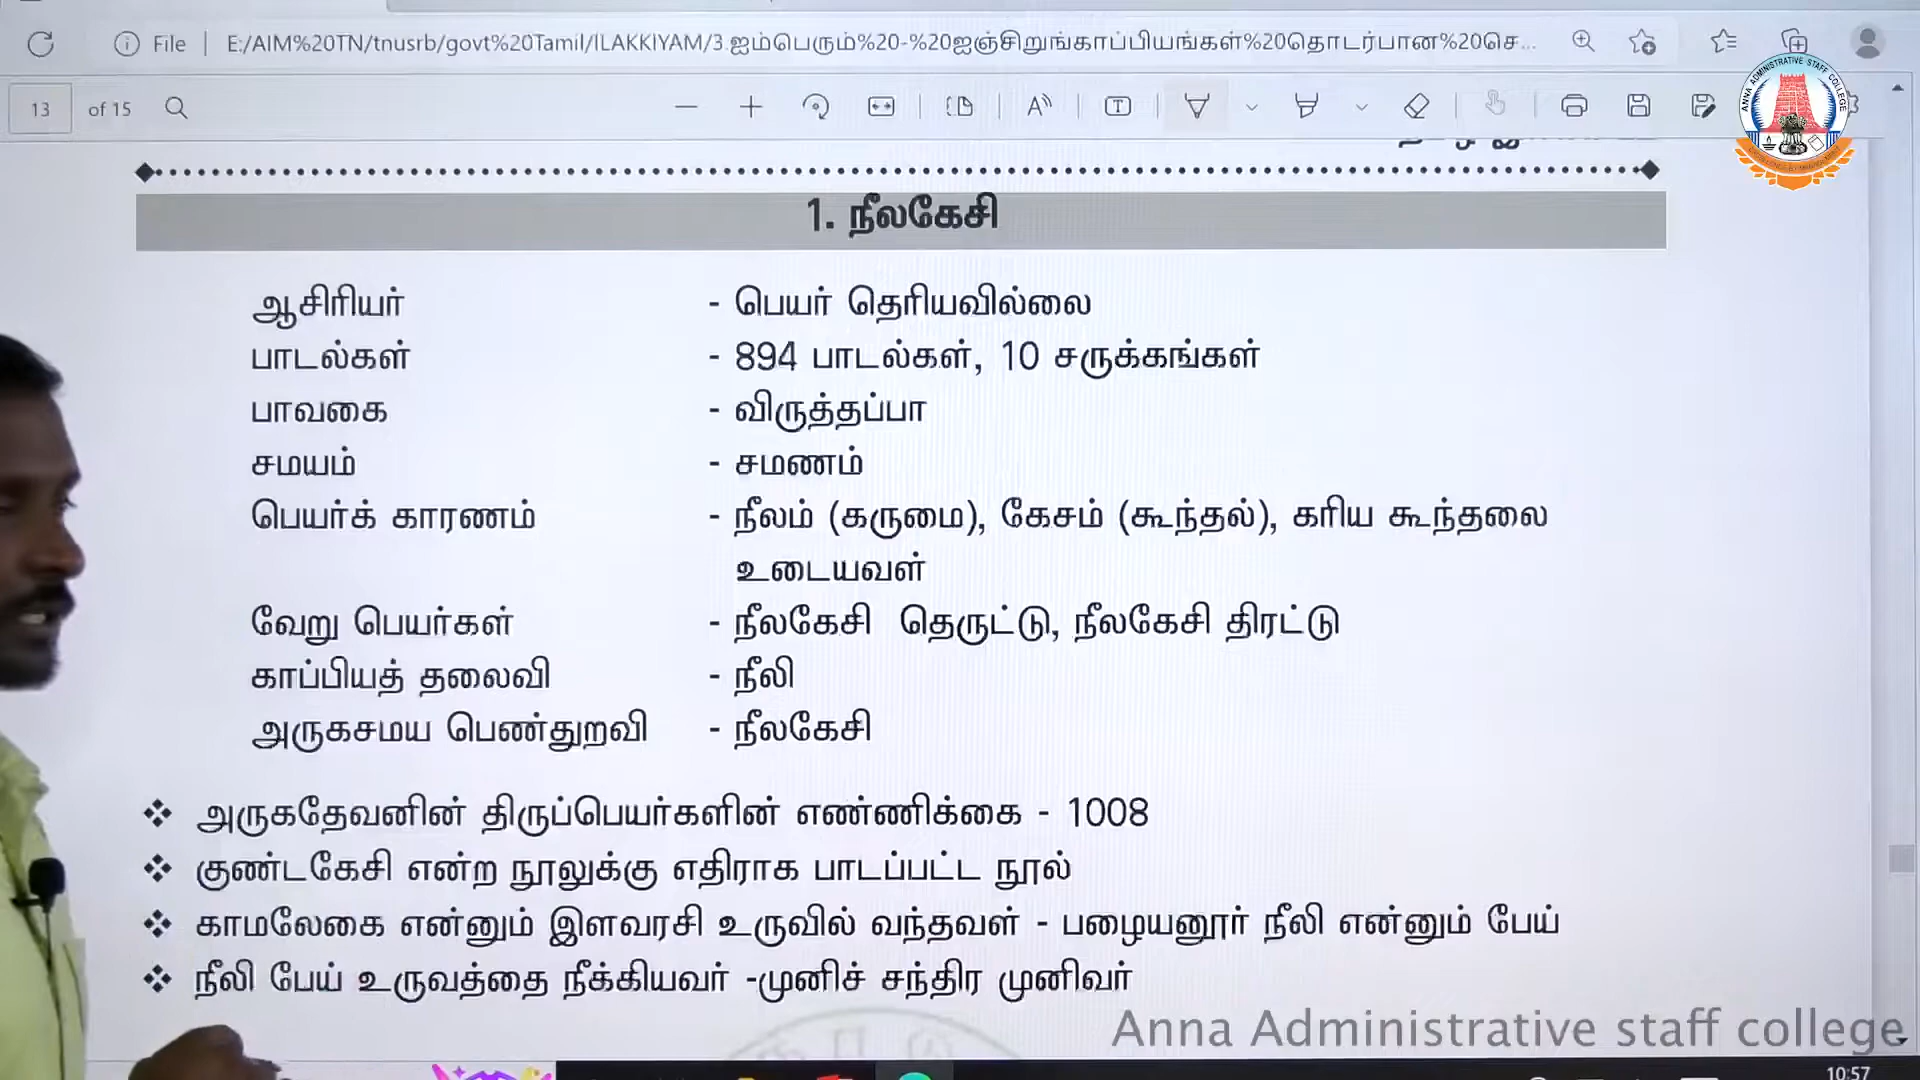 File
E:/AIM%20TN/tnusrb/govt%20Tamil/ILAKKIYAM/3.ஐம்பெரும்%20-%20ஐஞ்சிறுங்காப்பியங்கள்%20தொடர்பான%20செ...
13 of 15
ANNA ADMINISTRATIVE STAFF COLLEGE
1. நீலகேசி
ஆசிரியர் - பெயர் தெரியவில்லை
பாடல்கள் - 894 பாடல்கள், 10 சருக்கங்கள்
பாவகை - விருத்தப்பா
சமயம் - சமணம்
பெயர்க் காரணம் - நீலம் (கருமை), கேசம் (கூந்தல்), கரிய கூந்தலை
உடையவள்
வேறு பெயர்கள் - நீலகேசி தெருட்டு, நீலகேசி திரட்டு
காப்பியத் தலைவி - நீலி
அருகசமய பெண்துறவி - நீலகேசி
❖ அருகதேவனின் திருப்பெயர்களின் எண்ணிக்கை - 1008
❖ குண்டகேசி என்ற நூலுக்கு எதிராக பாடப்பட்ட நூல்
❖ காமலேகை என்னும் இளவரசி உருவில் வந்தவள் - பழையனூர் நீலி என்னும் பேய்
❖ நீலி பேய் உருவத்தை நீக்கியவர் -முனிச் சந்திர முனிவர்
Anna Administrative staff college
10:57